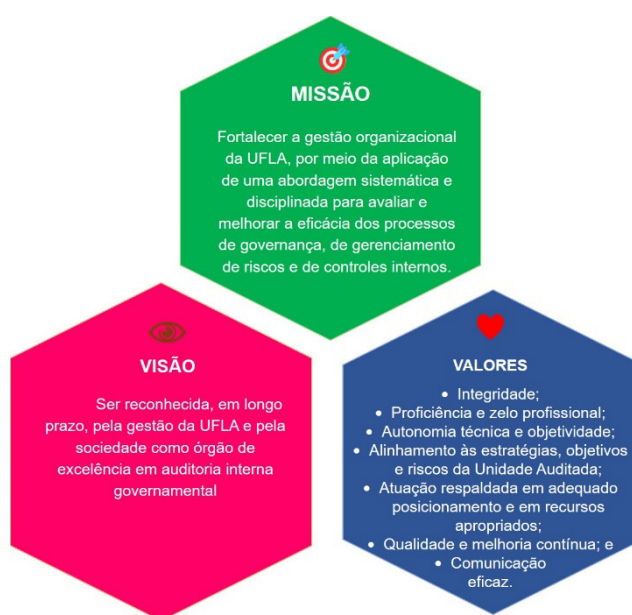 MISSÃO
Fortalecer a gestão organizacional
da UFLA, por meio da aplicação
de uma abordagem sistemática e
disciplinada para avaliar e
melhorar a eficácia dos processos
de governança, de gerenciamento
de riscos e de controles internos.
VISÃO
Ser reconhecida, em longo
prazo, pela gestão da UFLA e pela
sociedade como órgão de
excelência em auditoria interna
governamental
VALORES
• Integridade;
• Proficiência e zelo profissional;
• Autonomia técnica e objetividade;
• Alinhamento às estratégias, objetivos
e riscos da Unidade Auditada;
• Atuação respaldada em adequado
posicionamento e em recursos
apropriados;
• Qualidade e melhoria contínua; e
• Comunicação
eficaz.